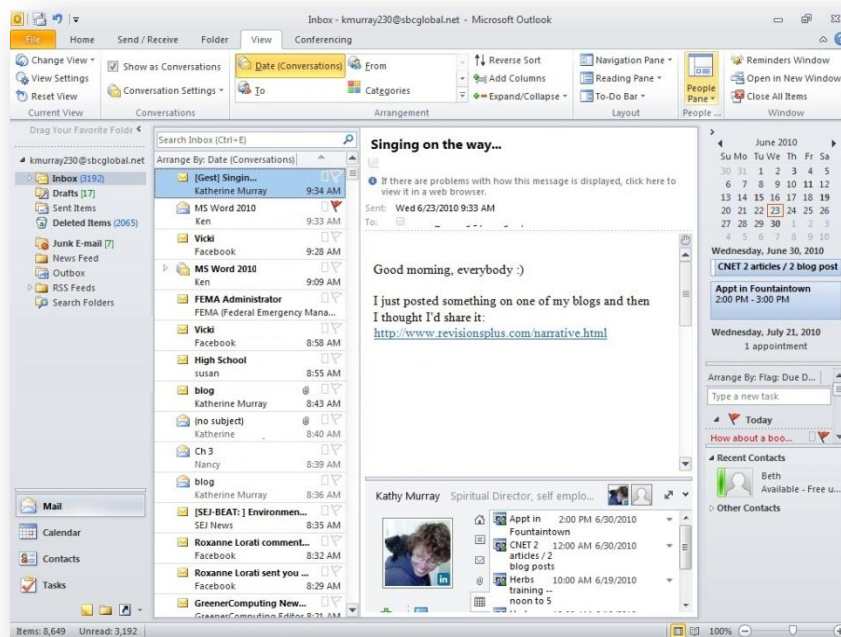 Inbox - kmurray230@sbcglobal.net - Microsoft Outlook
File Home Send / Receive Folder View Conferencing
Change View
View Settings
Reset View
Current View
Show as Conversations
Conversation Settings
Conversations
Date (Conversations) From
To Categories
Arrangement
Reverse Sort
Add Columns
Expand/Collapse
Navigation Pane
Reading Pane
To-Do Bar
Layout
People
Pane
People ...
Reminders Window
Open in New Window
Close All Items
Window
Drag Your Favorite Folde
kmurray230@sbcglobal.net
Inbox (3192)
Drafts [17]
Sent Items
Deleted Items (2065)
Junk E-mail [7]
News Feed
Outbox
RSS Feeds
Search Folders
Mail
Calendar
Contacts
Tasks
Search Inbox (Ctrl+E)
Arrange By: Date (Conversations)
[Gest] Singin...
Katherine Murray 9:34 AM
MS Word 2010
Ken 9:33 AM
Vicki
Facebook 9:28 AM
MS Word 2010
Ken 9:09 AM
FEMA Administrator
FEMA (Federal Emergency Mana...
Vicki
Facebook 8:58 AM
High School
susan 8:55 AM
blog
Katherine Murray 8:43 AM
(no subject)
Katherine 8:40 AM
Ch 3
Nancy 8:39 AM
blog
Katherine Murray 8:36 AM
[SEJ-BEAT: ] Environmen...
SEJ News 8:35 AM
Roxanne Lorati comment...
Facebook 8:32 AM
Roxanne Lorati sent you ...
Facebook 8:29 AM
GreenerComputing New...
GreenerComputing Editor 8:21 AM
Singing on the way...
If there are problems with how this message is displayed, click here to
view it in a web browser.
Sent: Wed 6/23/2010 9:33 AM
To:
Good morning, everybody :)
I just posted something on one of my blogs and then
I thought I'd share it:
http://www.revisionsplus.com/narrative.html
Kathy Murray Spiritual Director, self emplo...
in
Appt in 2:00 PM 6/30/2010
Fountaintown
CNET 2 12:00 AM 6/30/2010
articles / 2
blog posts
Herbs 10:00 AM 6/19/2010
training --
noon to 5
June 2010
Su Mo Tu We Th Fr Sa
30 31 1 2 3 4 5
6 7 8 9 10 11 12
13 14 15 16 17 18 19
20 21 22 23 24 25 26
27 28 29 30 1 2 3
4 5 6 7 8 9 10
Wednesday, June 30, 2010
CNET 2 articles / 2 blog post
Appt in Fountaintown
2:00 PM - 3:00 PM
Wednesday, July 21, 2010
1 appointment
Arrange By: Flag: Due D...
Type a new task
Today
How about a boo...
Recent Contacts
Beth
Available - Free u...
Other Contacts
Items: 8,649 Unread: 3,192
100%